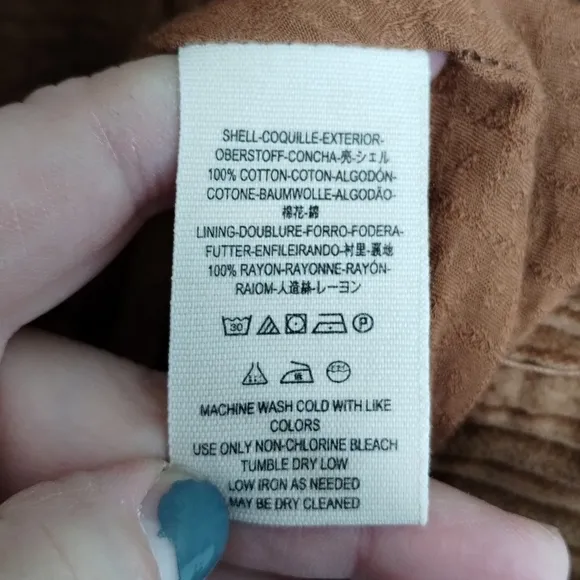 SHELL-COQUILLE-EXTERIOR-
OBERSTOFF-CONCHA-亮-シェル
100% COTTON-COTON-ALGODÓN-
COTONE-BAUMWOLLE-ALGODÃO-
棉花-綿
LINING-DOUBLURE-FORRO-FODERA-
FUTTER-ENFILEIRANDO-衬里-裏地
100% RAYON-RAYONNE-RAYÓN-
RAIOM-人造絲-レーヨン
30 P
MACHINE WASH COLD WITH LIKE
COLORS
USE ONLY NON-CHLORINE BLEACH
TUMBLE DRY LOW
LOW IRON AS NEEDED
MAY BE DRY CLEANED